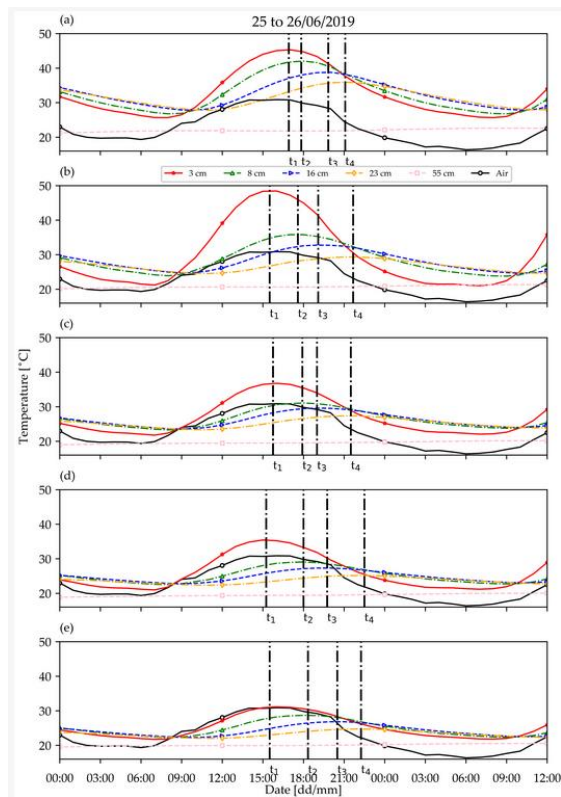 25 to 26/06/2019
(a)
50
40
30
20
t1 t2 t3 t4
3 cm 8 cm 16 cm 23 cm 55 cm Air
(b)
50
40
30
20
t1 t2 t3 t4
Temperature [°C]
(c)
50
40
30
20
t1 t2 t3 t4
(d)
50
40
30
20
t1 t2 t3 t4
(e)
50
40
30
20
t1 t2 t3 t4
00:00 03:00 06:00 09:00 12:00 15:00 18:00 21:00 00:00 03:00 06:00 09:00 12:00
Date [dd/mm]